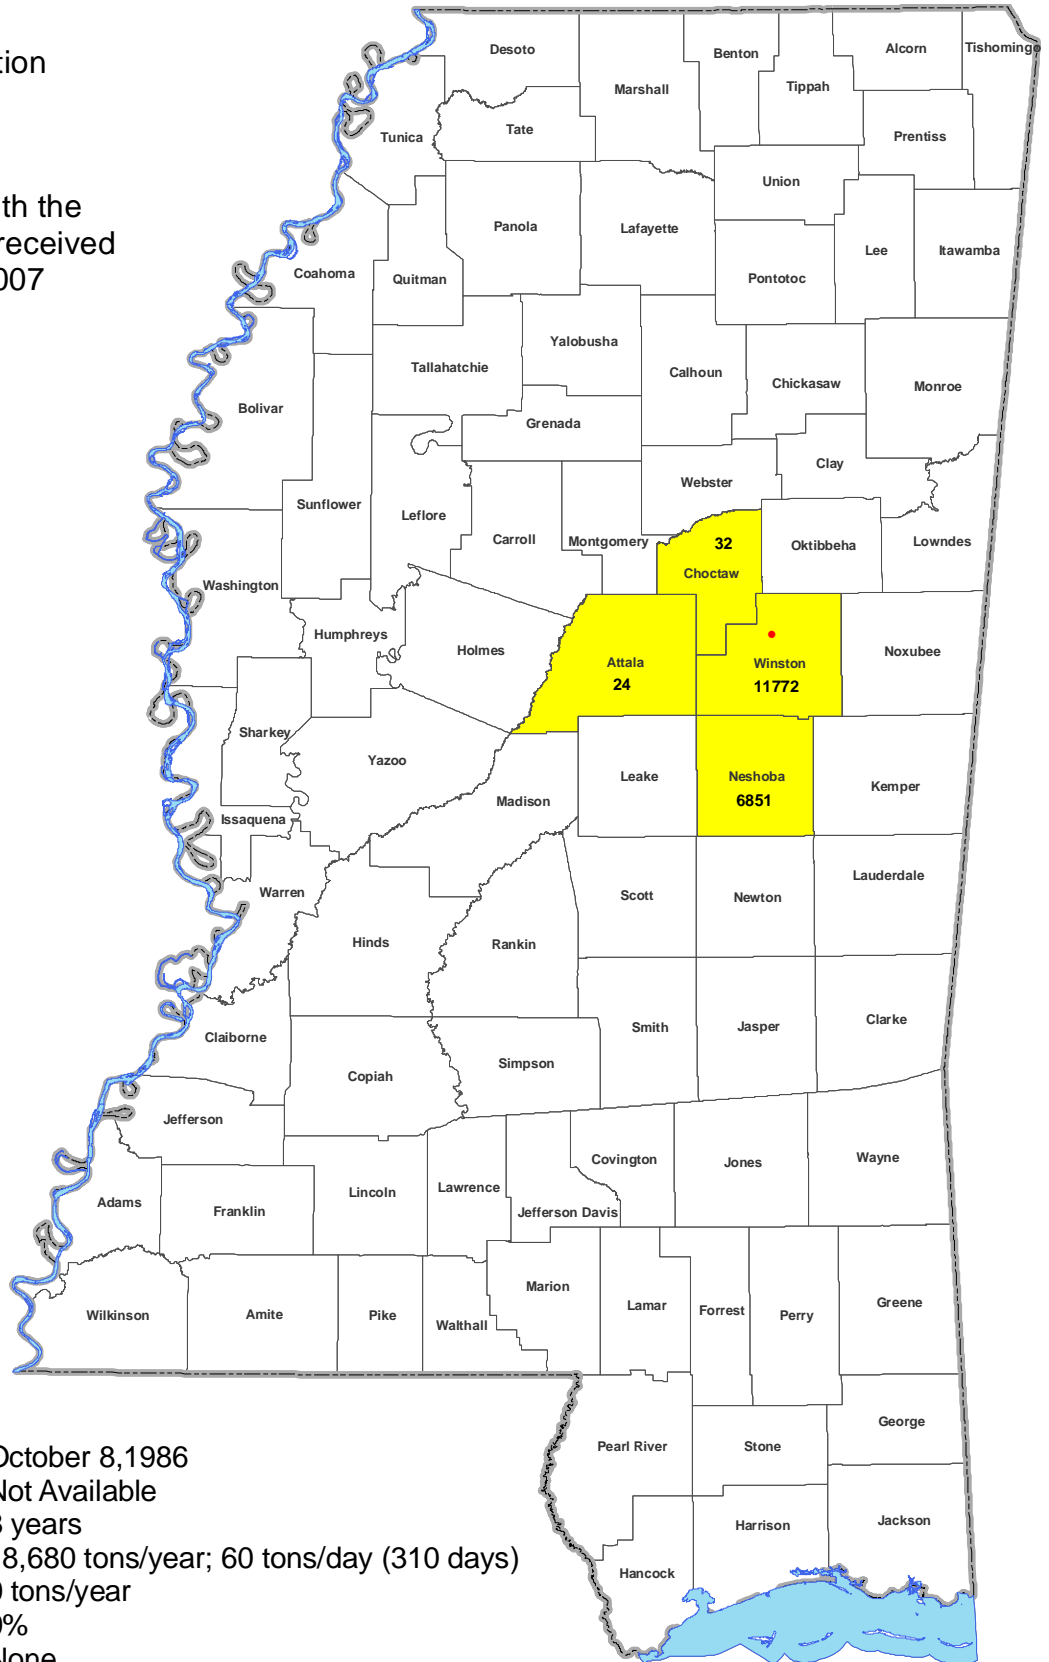 tion
th the
received
007
Desoto
Benton
Alcorn
Tishomingo
Marshall
Tippah
Tunica
Tate
Prentiss
Union
Panola
Lafayette
Lee
Itawamba
Coahoma
Quitman
Pontotoc
Yalobusha
Tallahatchie
Calhoun
Chickasaw
Monroe
Bolivar
Grenada
Clay
Webster
Sunflower
Leflore
Carroll
Montgomery
32
Choctaw
Oktibbeha
Lowndes
Washington
Humphreys
Holmes
Attala
24
Winston
11772
Noxubee
Sharkey
Yazoo
Leake
Neshoba
6851
Kemper
Madison
Issaquena
Warren
Scott
Newton
Lauderdale
Hinds
Rankin
Claiborne
Smith
Jasper
Clarke
Copiah
Simpson
Jefferson
Covington
Jones
Wayne
Adams
Franklin
Lincoln
Lawrence
Jefferson Davis
Wilkinson
Amite
Pike
Walthall
Marion
Lamar
Forrest
Perry
Greene
George
Pearl River
Stone
Harrison
Jackson
Hancock
October 8,1986
Not Available
years
8,680 tons/year; 60 tons/day (310 days)
tons/year
%
None